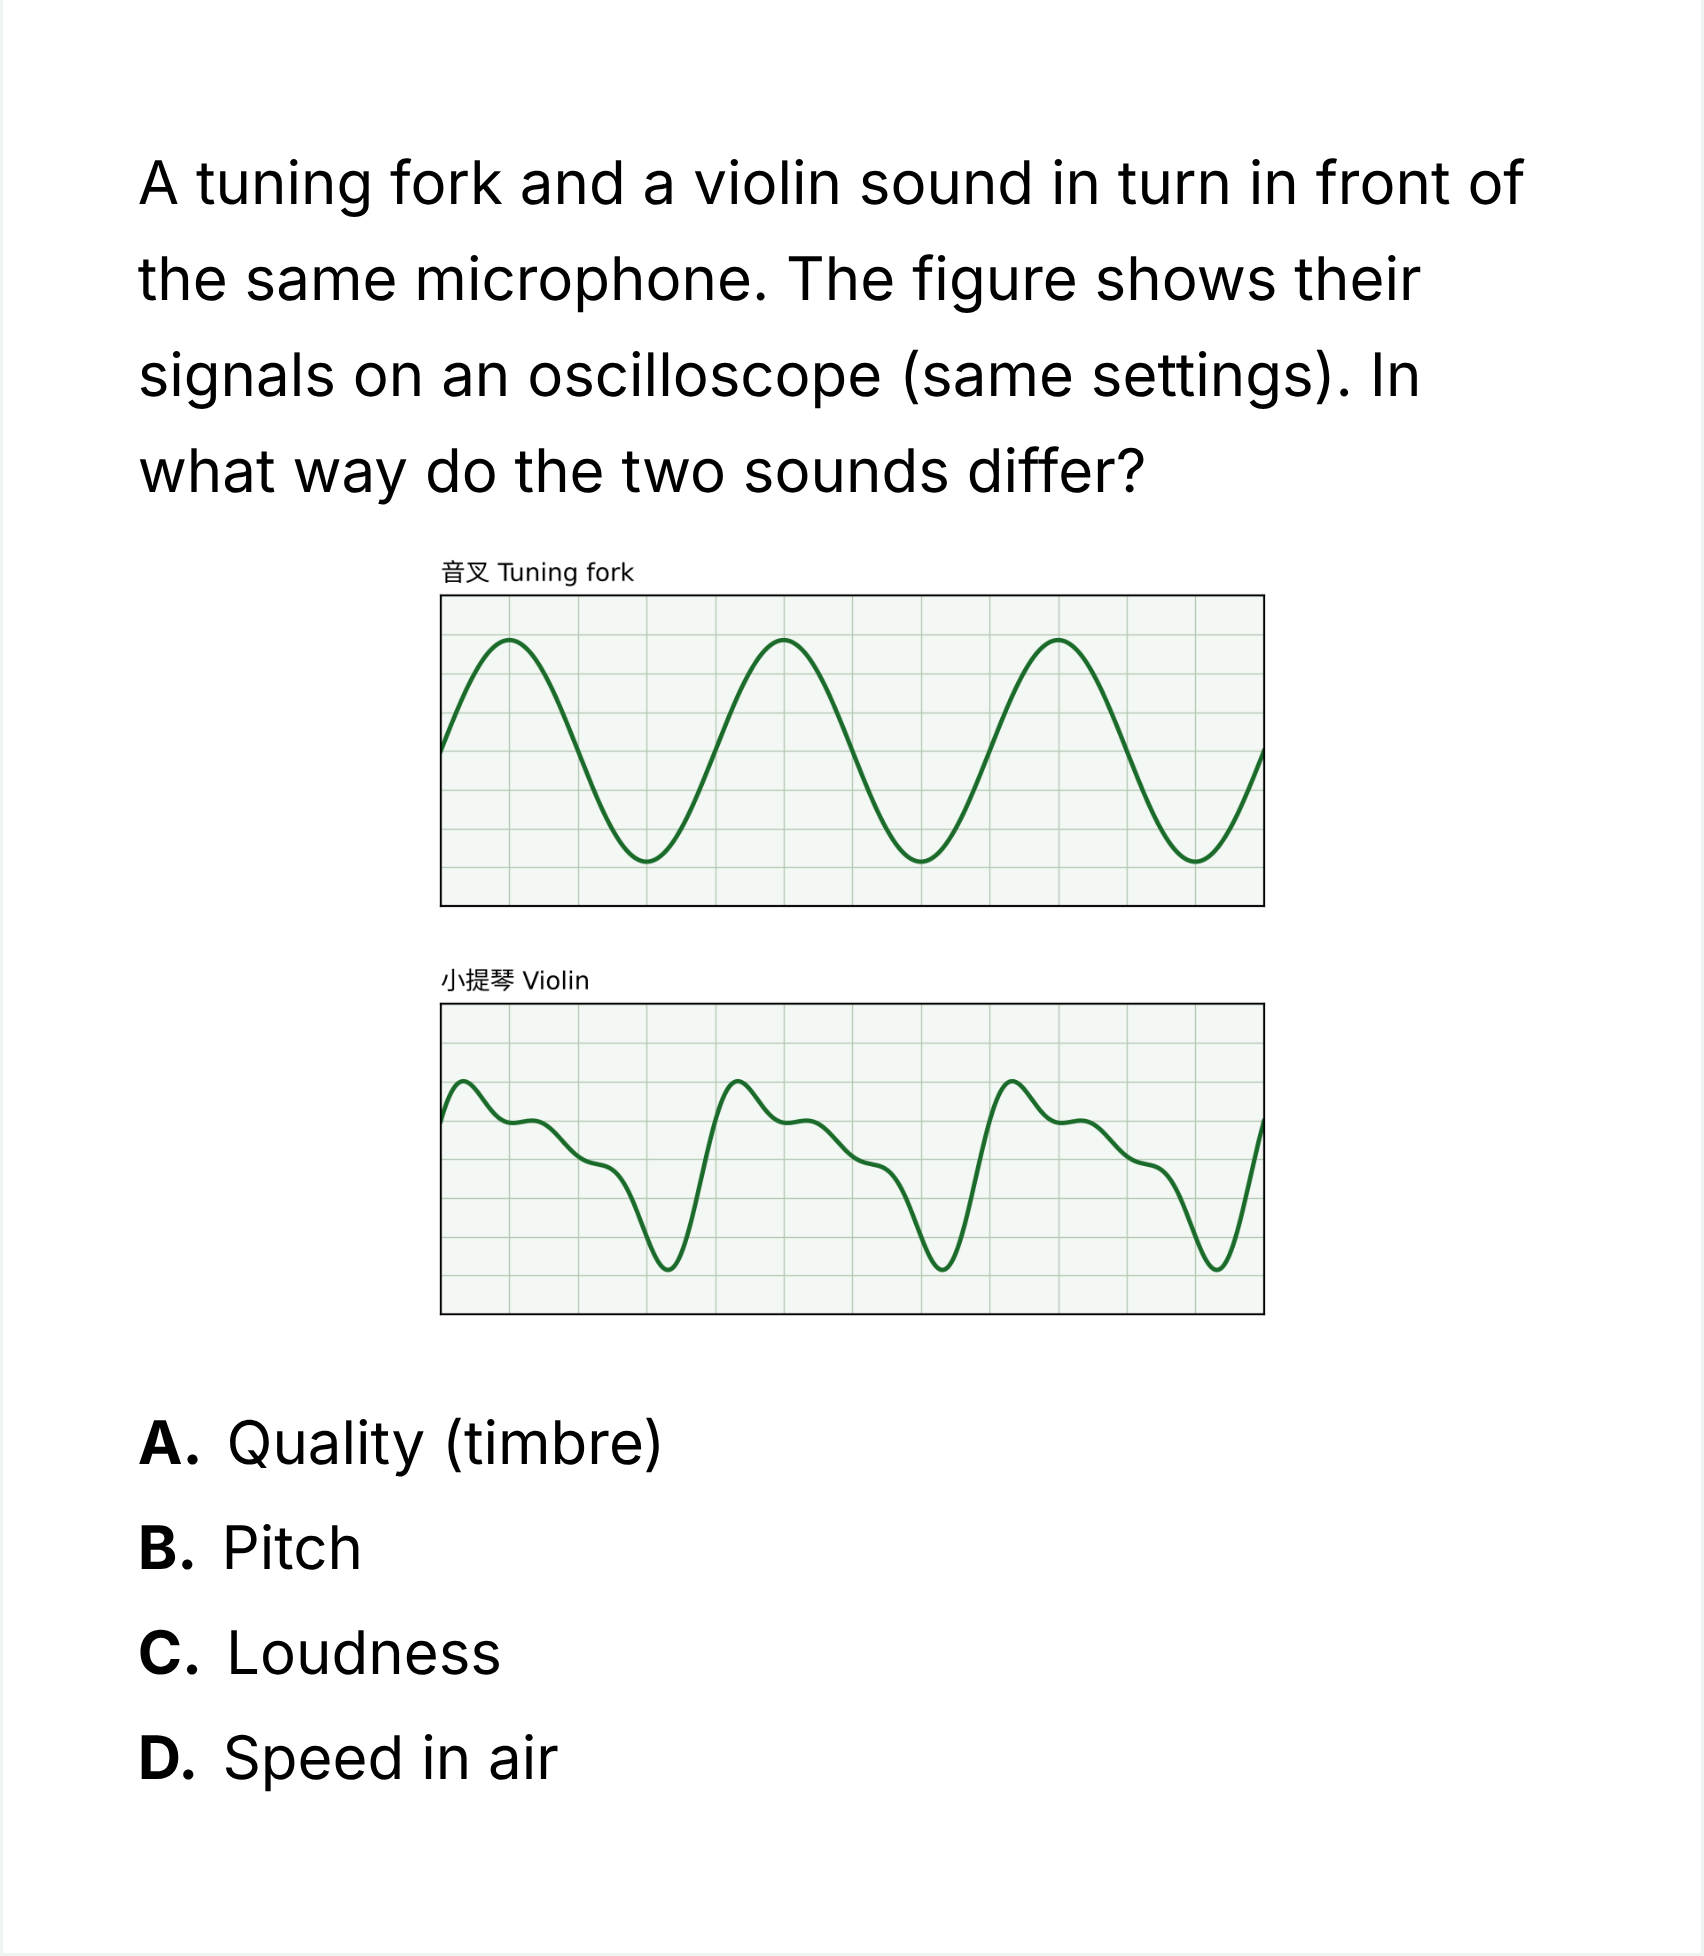 A tuning fork and a violin sound in turn in front of
the same microphone. The figure shows their
signals on an oscilloscope (same settings). In
what way do the two sounds differ?
音叉 Tuning fork
小提琴 Violin
A. Quality (timbre)
B. Pitch
C. Loudness
D. Speed in air